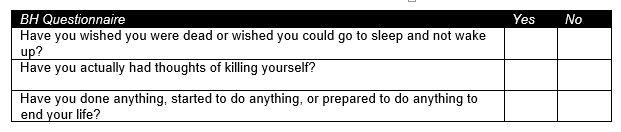 BH Questionnaire Yes No
Have you wished you were dead or wished you could go to sleep and not wake
up?
Have you actually had thoughts of killing yourself?
Have you done anything, started to do anything, or prepared to do anything to
end your life?